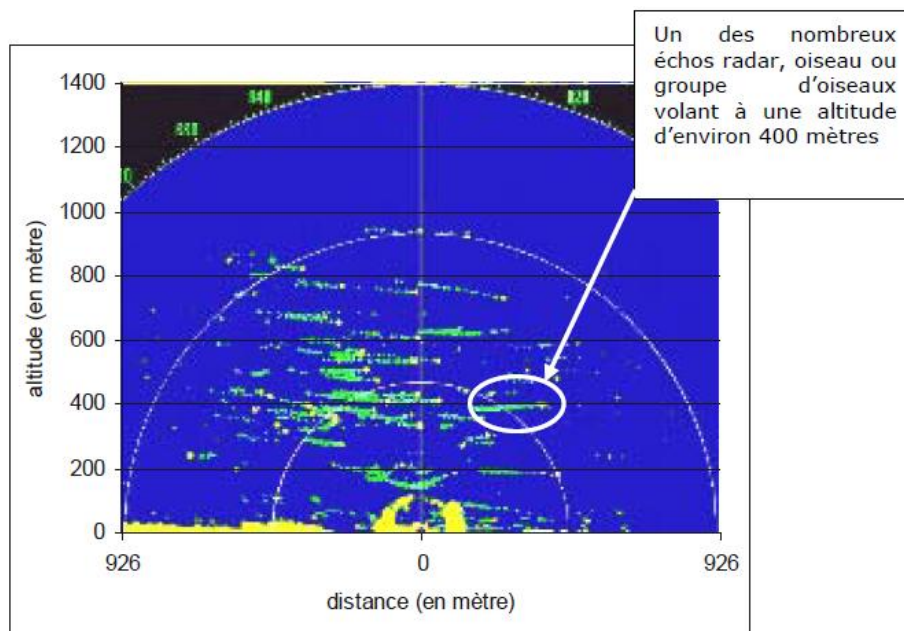 Un des nombreux
échos radar, oiseau ou
groupe d'oiseaux
volant à une altitude
d'environ 400 mètres
1400
1200
1000
800
600
400
200
0
altitude (en mètre)
926
0
926
distance (en mètre)